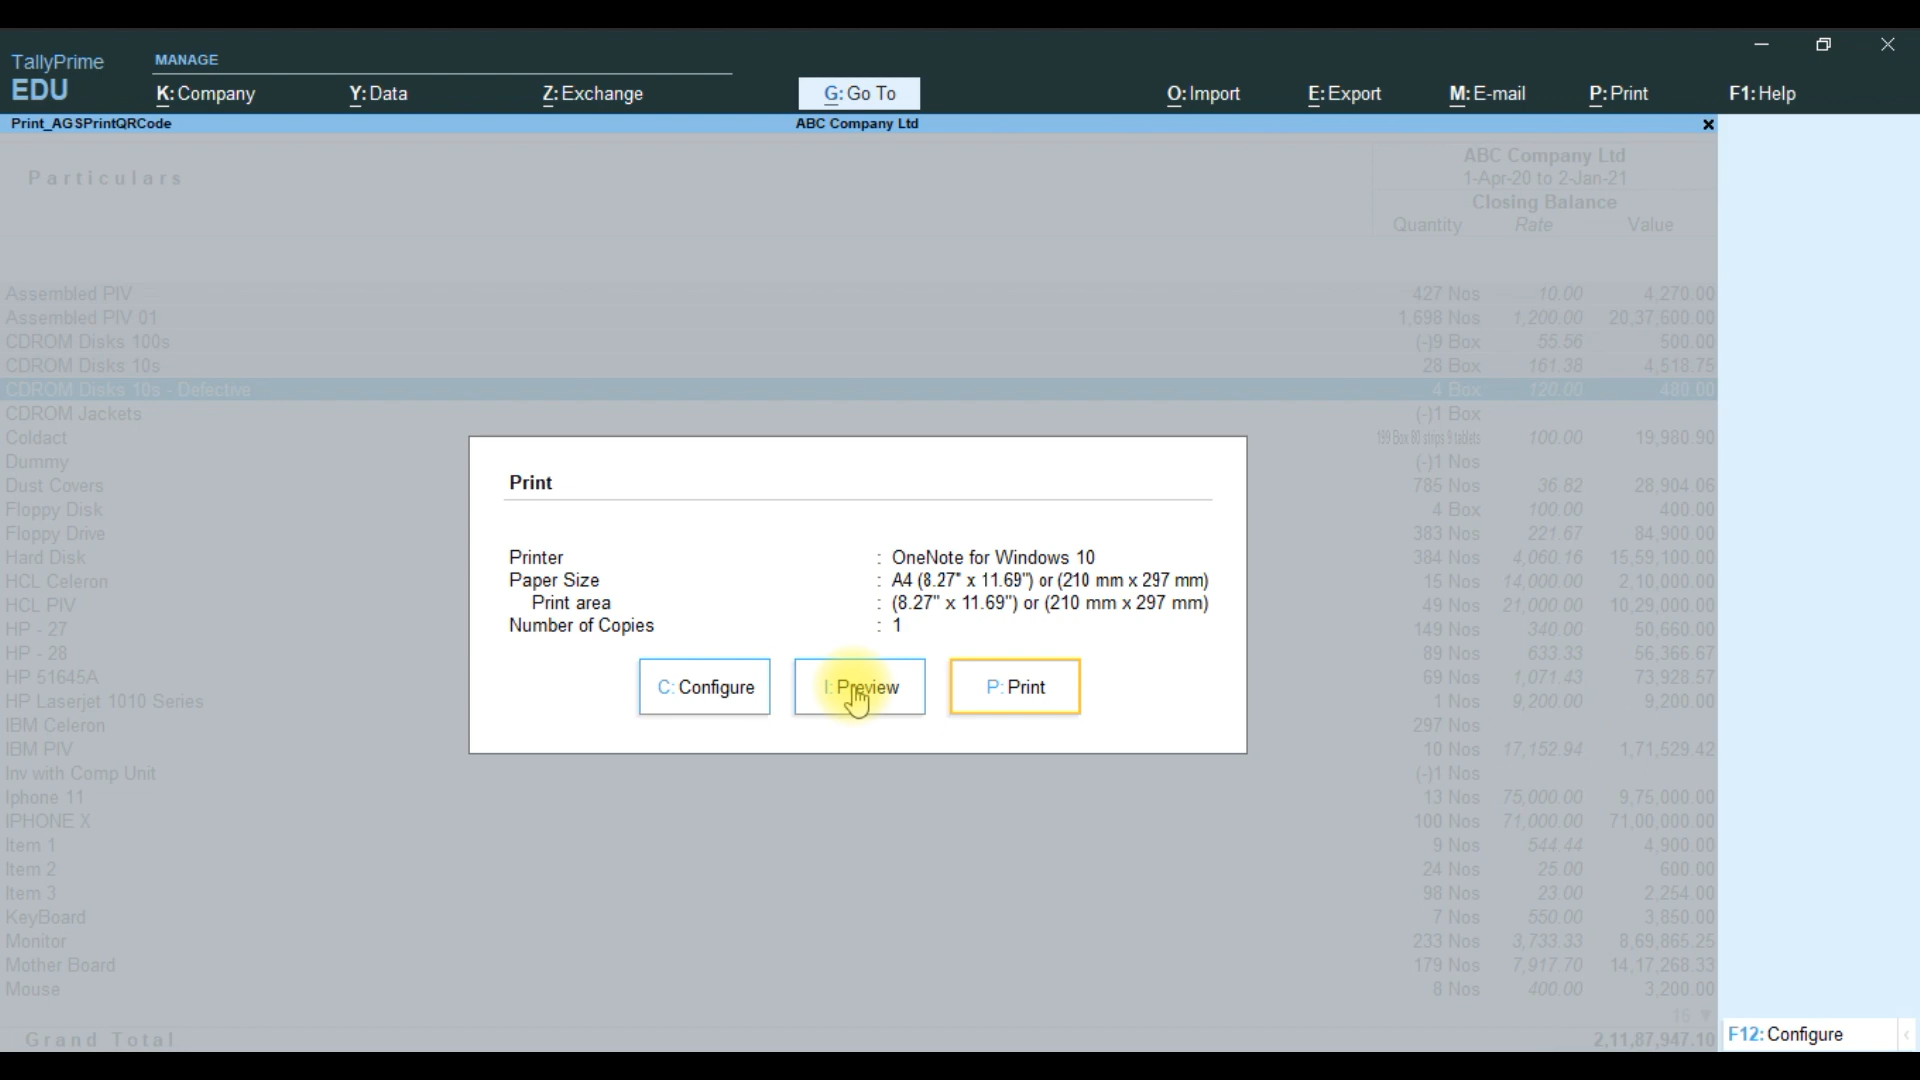 TallyPrime
EDU
MANAGE
K: Company Y: Data Z: Exchange G: Go To O: Import E: Export M: E-mail P: Print F1: Help
Print_AGSPrintQRCode ABC Company Ltd
Particulars
ABC Company Ltd
1-Apr-20 to 2-Jan-21
Closing Balance
Quantity Rate Value
Assembled PIV 427 Nos 10.00 4,270.00
Assembled PIV 01 1,698 Nos 1,200.00 20,37,600.00
CDROM Disks 100s (-)9 Box 55.56 500.00
CDROM Disks 10s 28 Box 161.38 4,518.75
CDROM Disks 10s - Defective 4 Box 120.00 480.00
CDROM Jackets (-)1 Box
Coldact 199 Box 80 strips 9 tablets 100.00 19,980.90
Dummy (-)1 Nos
Dust Covers 785 Nos 36.82 28,904.06
Floppy Disk 4 Box 100.00 400.00
Floppy Drive 383 Nos 221.67 84,900.00
Hard Disk 384 Nos 4,060.16 15,59,100.00
HCL Celeron 15 Nos 14,000.00 2,10,000.00
HCL PIV 49 Nos 21,000.00 10,29,000.00
HP - 27 149 Nos 340.00 50,660.00
HP - 28 89 Nos 633.33 56,366.67
HP 51645A 69 Nos 1,071.43 73,928.57
HP Laserjet 1010 Series 1 Nos 9,200.00 9,200.00
IBM Celeron 297 Nos
IBM PIV 10 Nos 17,152.94 1,71,529.42
Inv with Comp Unit (-)1 Nos
Iphone 11 13 Nos 75,000.00 9,75,000.00
IPHONE X 100 Nos 71,000.00 71,00,000.00
Item 1 9 Nos 544.44 4,900.00
Item 2 24 Nos 25.00 600.00
Item 3 98 Nos 23.00 2,254.00
KeyBoard 7 Nos 550.00 3,850.00
Monitor 233 Nos 3,733.33 8,69,865.25
Mother Board 179 Nos 7,917.70 14,17,268.33
Mouse 8 Nos 400.00 3,200.00
16
Grand Total 2,11,87,947.10
Print
Printer : OneNote for Windows 10
Paper Size : A4 (8.27" x 11.69") or (210 mm x 297 mm)
Print area : (8.27" x 11.69") or (210 mm x 297 mm)
Number of Copies : 1
C: Configure I: Preview P: Print
F12: Configure